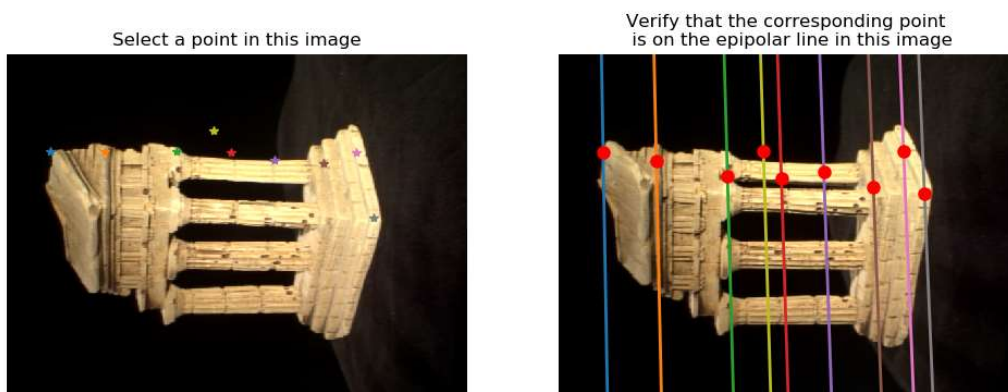 Select a point in this image
Verify that the corresponding point
is on the epipolar line in this image